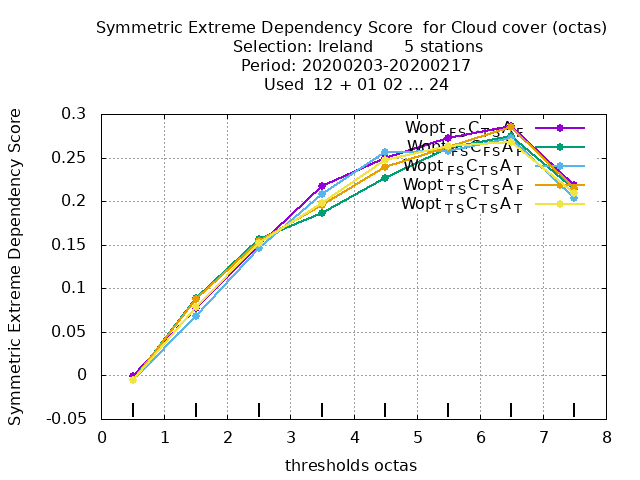 Symmetric Extreme Dependency Score for Cloud cover (octas)
Selection: Ireland 5 stations
Period: 20200203-20200217
Used 12 + 01 02 ... 24
Symmetric Extreme Dependency Score
0.3
0.25
0.2
0.15
0.1
0.05
0
-0.05
Wopt FS C TS A F
Wopt FS C FS A F
Wopt FS C TS A T
Wopt TS C TS A F
Wopt TS C TS A T
0 1 2 3 4 5 6 7 8
thresholds octas